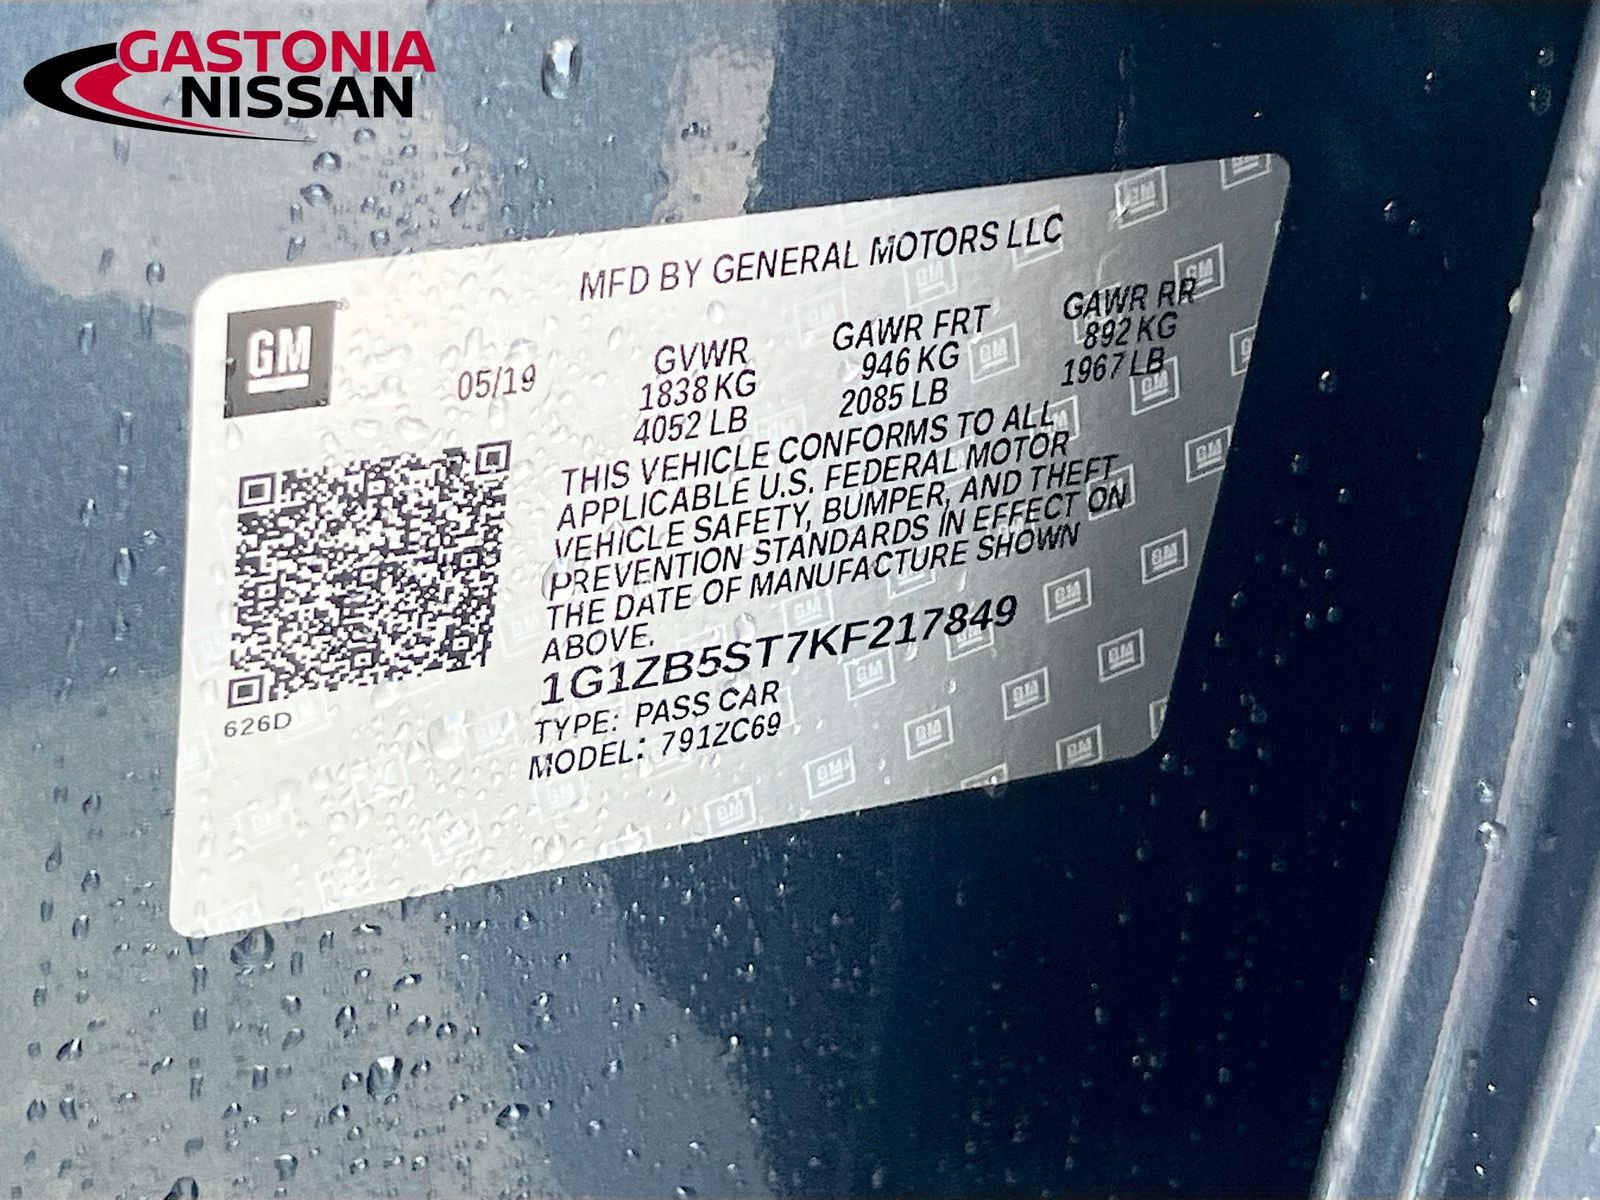 GASTONIA
NISSAN
MFD BY GENERAL MOTORS LLC
GM
05/19
GVWR
1838 KG
4052 LB
GAWR FRT
946 KG
2085 LB
GAWR RR
892 KG
1967 LB
THIS VEHICLE CONFORMS TO ALL
APPLICABLE U.S. FEDERAL MOTOR
VEHICLE SAFETY, BUMPER, AND THEFT
PREVENTION STANDARDS IN EFFECT ON
THE DATE OF MANUFACTURE SHOWN
ABOVE.
1G1ZB5ST7KF217849
TYPE: PASS CAR
MODEL: 791ZC69
626D